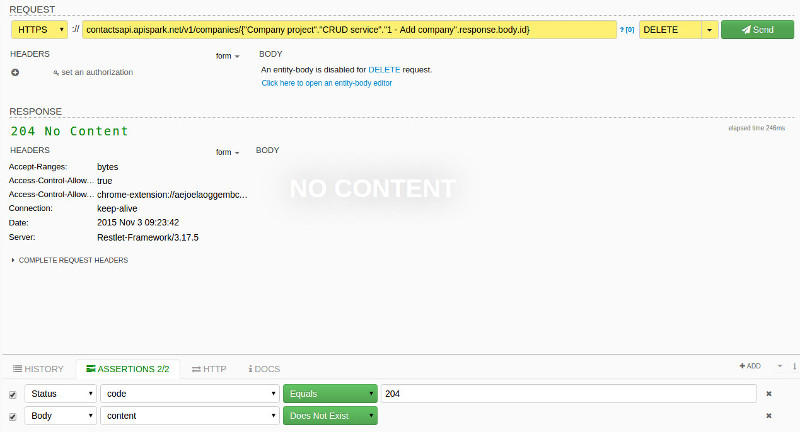 REQUEST
HTTPS :// contactsapi.apispark.net/v1/companies/{"Company project"."CRUD service"."1 - Add company".response.body.id} ? [0] DELETE Send
HEADERS form BODY
set an authorization An entity-body is disabled for DELETE request.
Click here to open an entity-body editor
RESPONSE
204 No Content elapsed time 246ms
HEADERS form BODY
Accept-Ranges: bytes
Access-Control-Allow... true
Access-Control-Allow... chrome-extension://aejoelaoggembc...
NO CONTENT
Connection: keep-alive
Date: 2015 Nov 3 09:23:42
Server: Restlet-Framework/3.17.5
COMPLETE REQUEST HEADERS
HISTORY ASSERTIONS 2/2 HTTP DOCS ADD
Status code Equals 204
Body content Does Not Exist